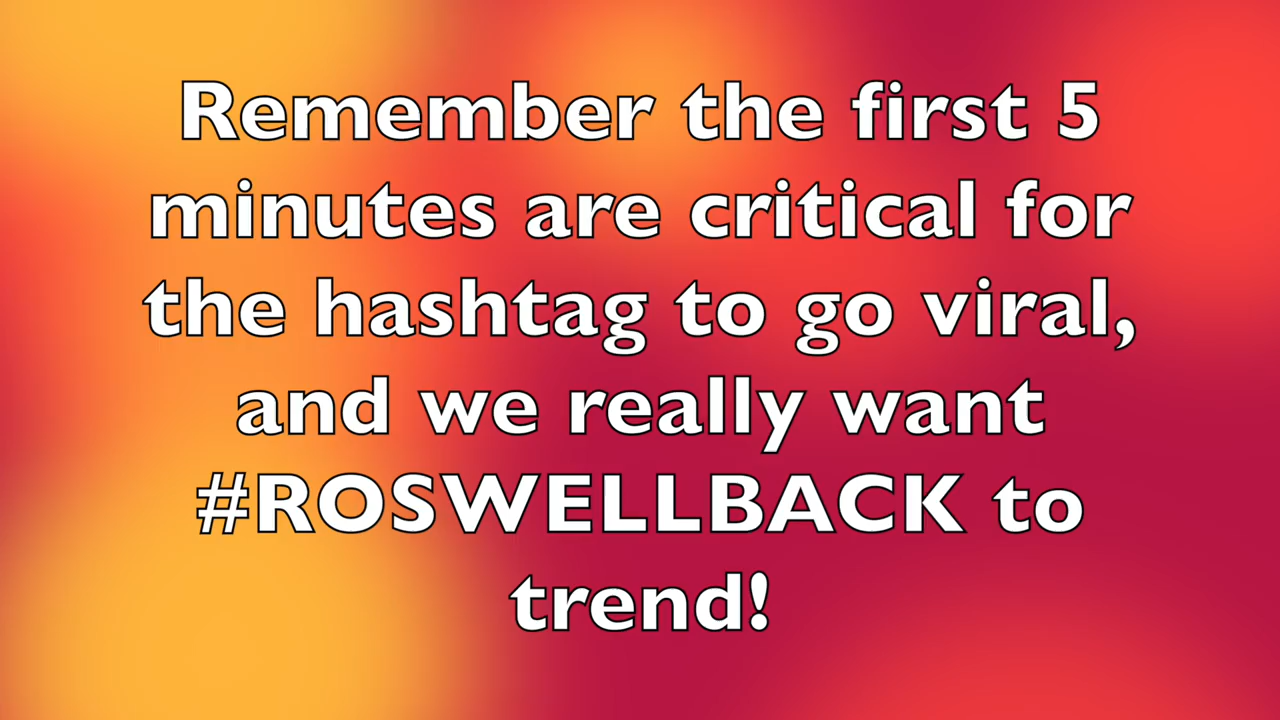 Remember the first 5
minutes are critical for
the hashtag to go viral,
and we really want
#ROSWELLBACK to
trend!